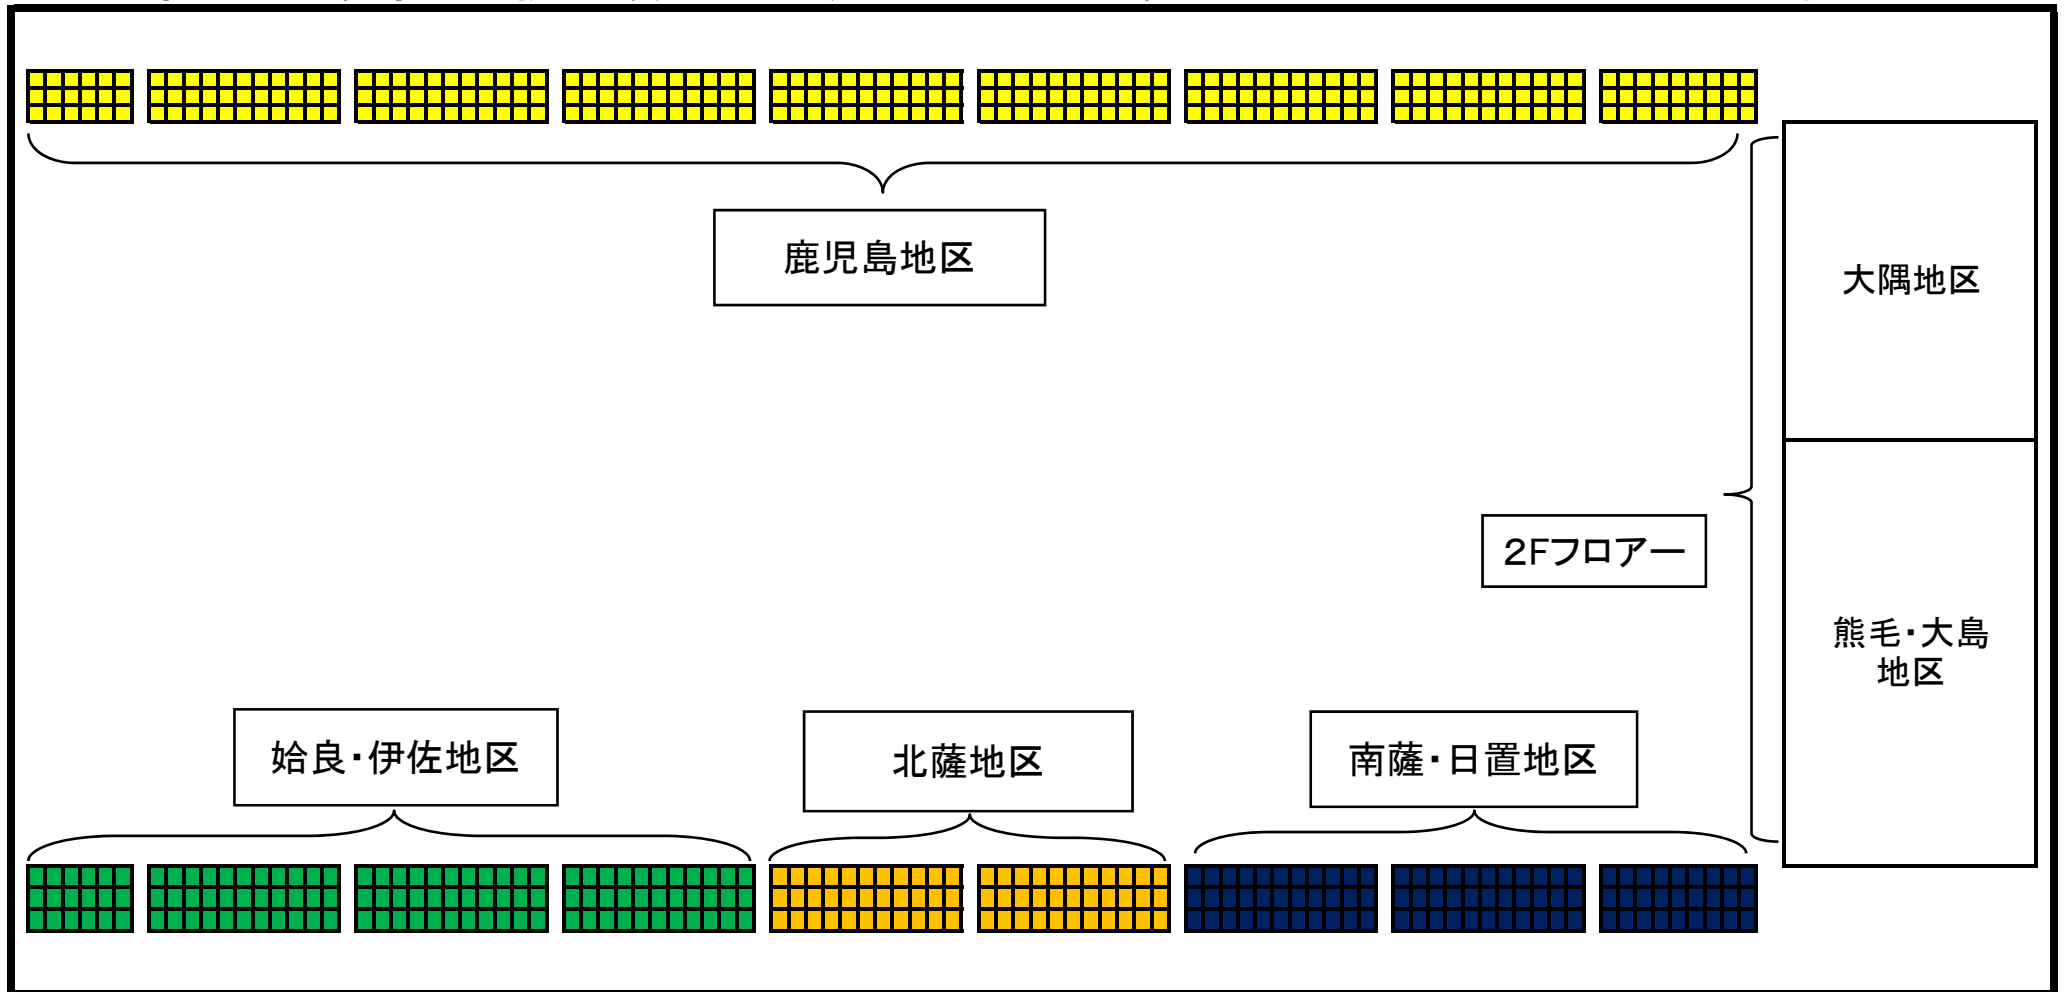 鹿児島地区
大隅地区
2Fフロアー
熊毛・大島
地区
姶良・伊佐地区
北薩地区
南薩・日置地区